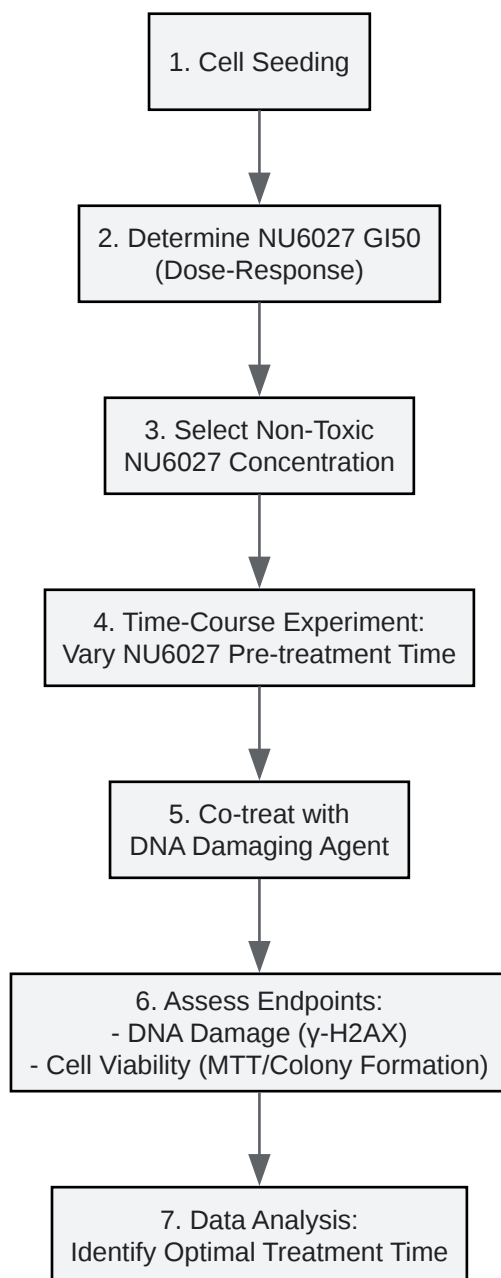 1. Cell Seeding
2. Determine NU6027 GI50
(Dose-Response)
3. Select Non-Toxic
NU6027 Concentration
4. Time-Course Experiment:
Vary NU6027 Pre-treatment Time
5. Co-treat with
DNA Damaging Agent
6. Assess Endpoints:
- DNA Damage (γ-H2AX)
- Cell Viability (MTT/Colony Formation)
7. Data Analysis:
Identify Optimal Treatment Time